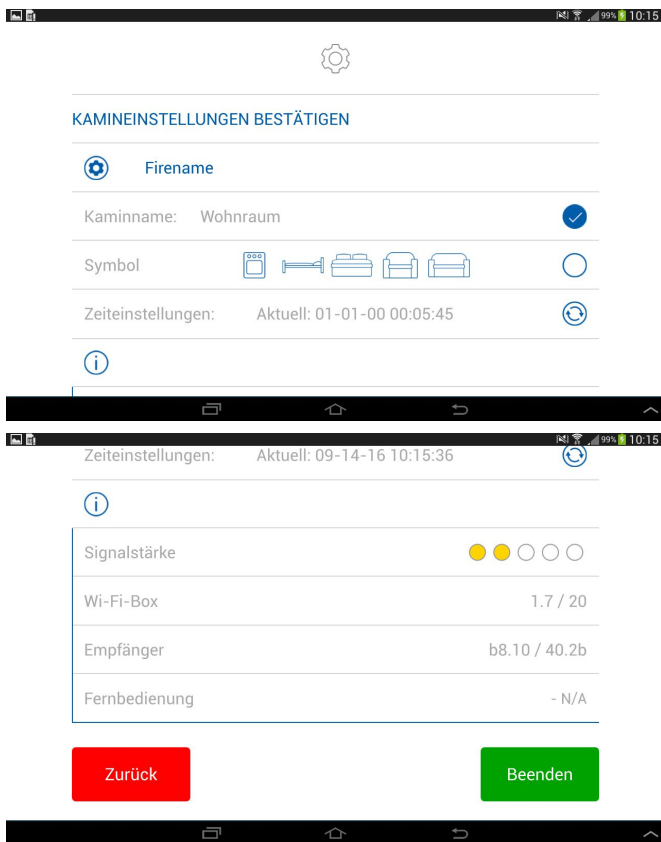 99% 10:15
KAMINEINSTELLUNGEN BESTÄTIGEN
Firename
Kaminname: Wohnraum
Symbol
Zeiteinstellungen: Aktuell: 01-01-00 00:05:45
i
99% 10:15
Zeiteinstellungen: Aktuell: 09-14-16 10:15:36
i
Signalstärke
Wi-Fi-Box 1.7 / 20
Empfänger b8.10 / 40.2b
Fernbedienung - N/A
Zurück Beenden